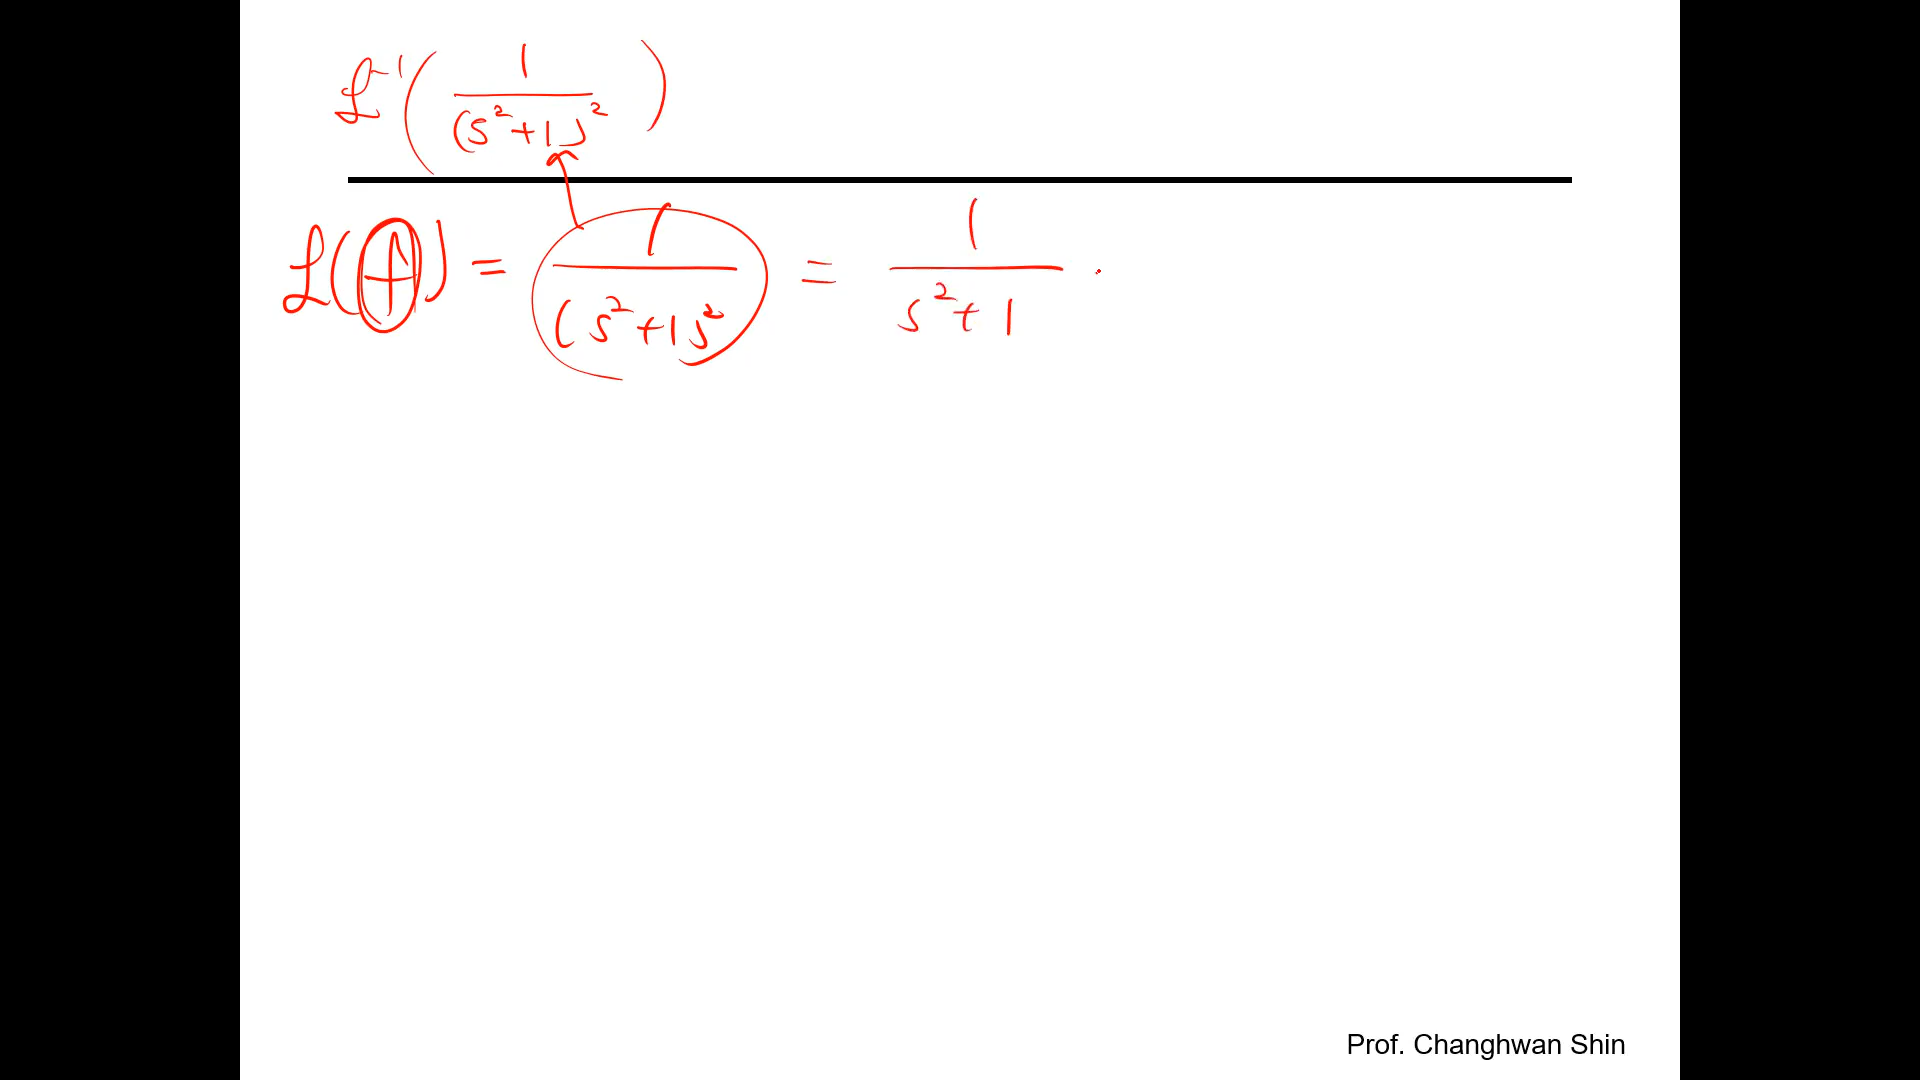 ℒ⁻¹( 1 / (s²+1)² )
ℒ(f) = 1 / (s²+1)² = 1 / s²+1 ·
Prof. Changhwan Shin